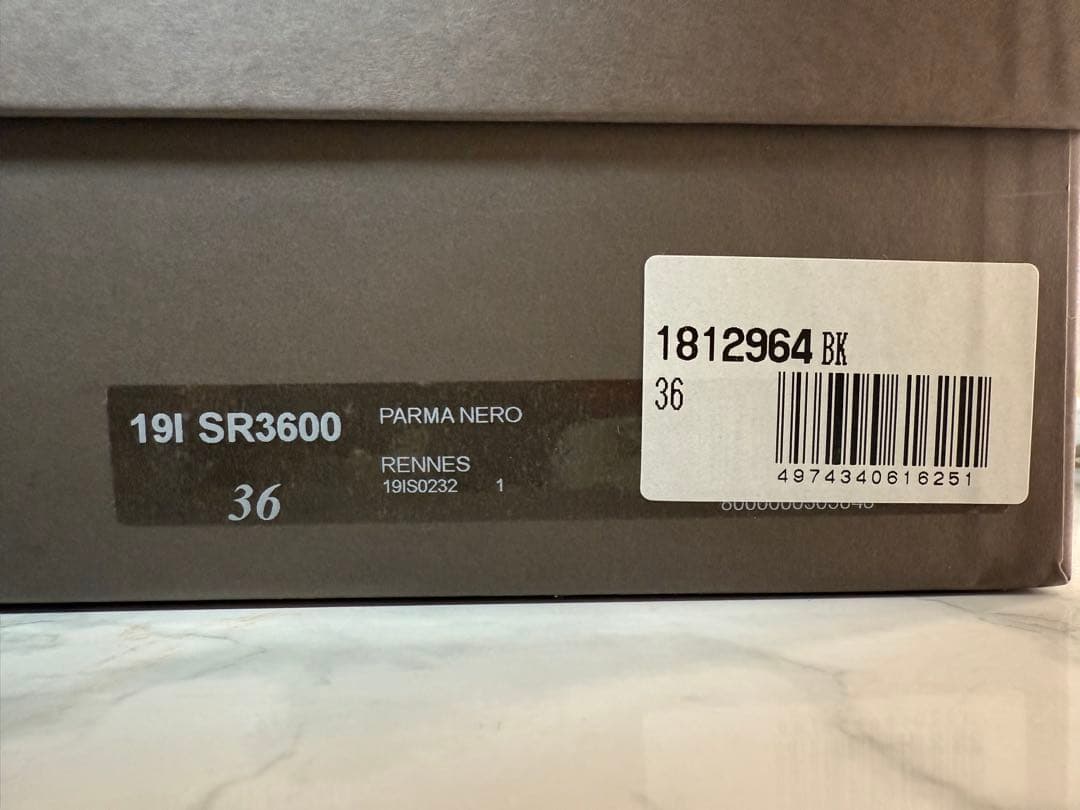 19I SR3600
36
PARMA NERO
RENNES
19IS0232 1
1812964 BK
36
4974340616251